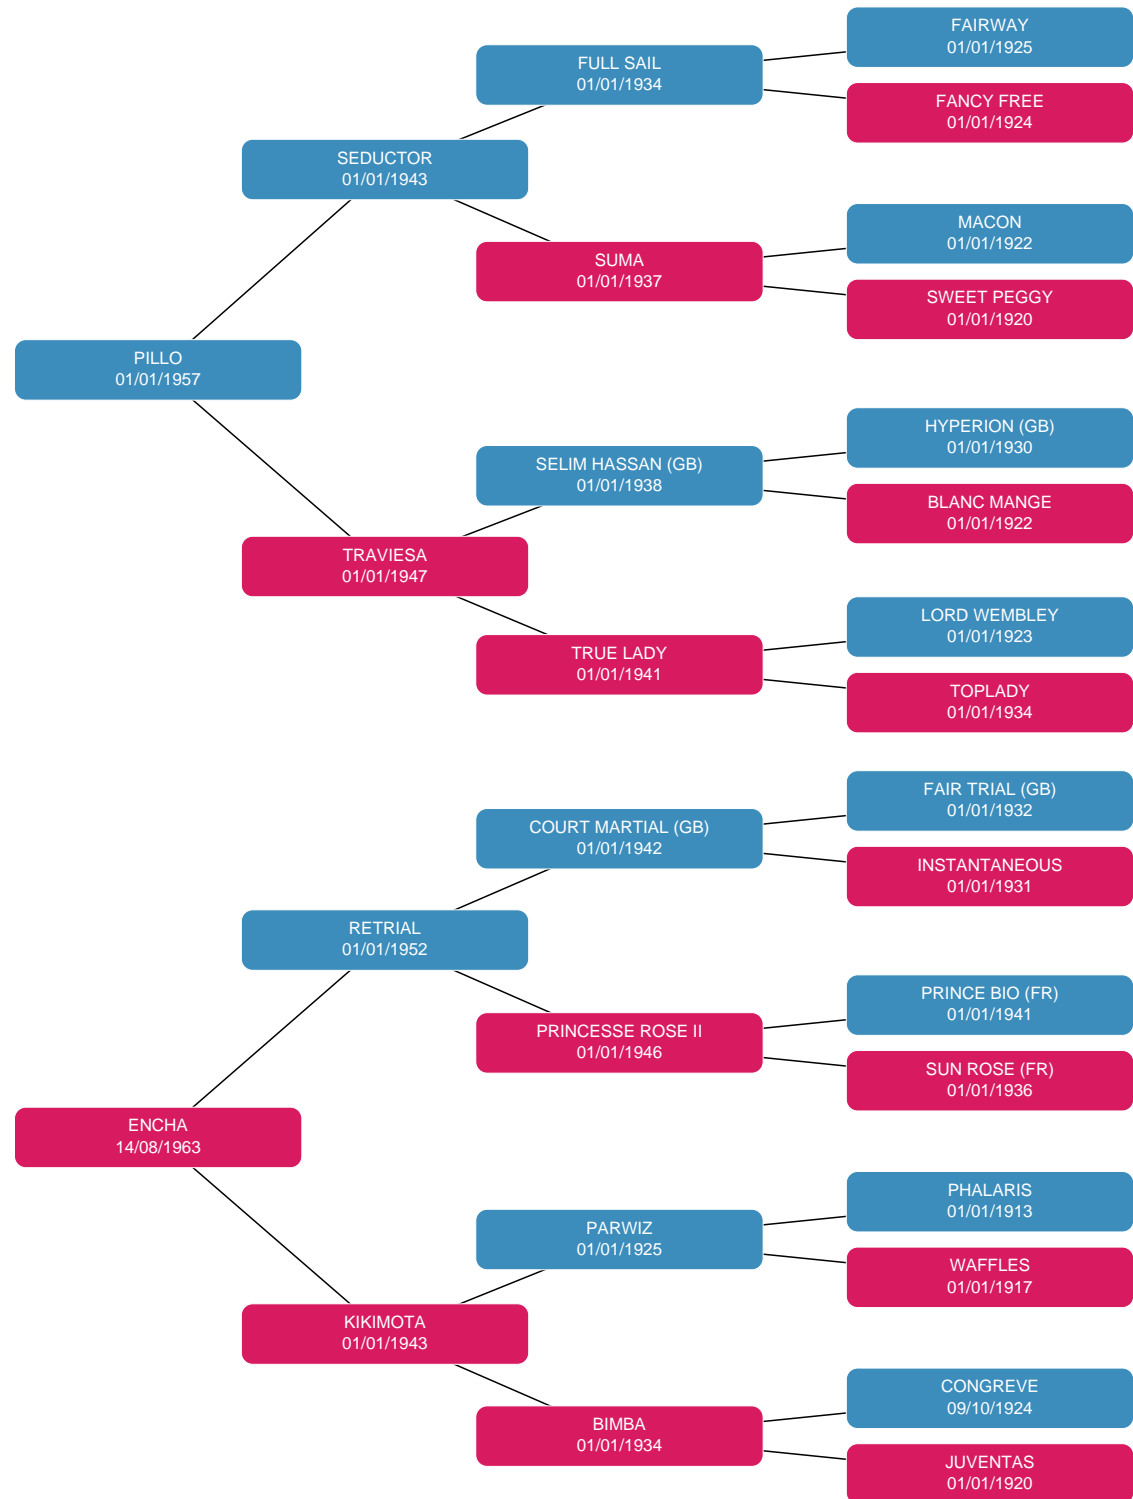 FAIRWAY
01/01/1925
FULL SAIL
01/01/1934
FANCY FREE
01/01/1924
SEDUCTOR
01/01/1943
MACON
01/01/1922
SUMA
01/01/1937
SWEET PEGGY
01/01/1920
PILLO
01/01/1957
HYPERION (GB)
01/01/1930
SELIM HASSAN (GB)
01/01/1938
BLANC MANGE
01/01/1922
TRAVIESA
01/01/1947
LORD WEMBLEY
01/01/1923
TRUE LADY
01/01/1941
TOPLADY
01/01/1934
FAIR TRIAL (GB)
01/01/1932
COURT MARTIAL (GB)
01/01/1942
INSTANTANEOUS
01/01/1931
RETRIAL
01/01/1952
PRINCE BIO (FR)
01/01/1941
PRINCESSE ROSE II
01/01/1946
SUN ROSE (FR)
01/01/1936
ENCHA
14/08/1963
PHALARIS
01/01/1913
PARWIZ
01/01/1925
WAFFLES
01/01/1917
KIKIMOTA
01/01/1943
CONGREVE
09/10/1924
BIMBA
01/01/1934
JUVENTAS
01/01/1920